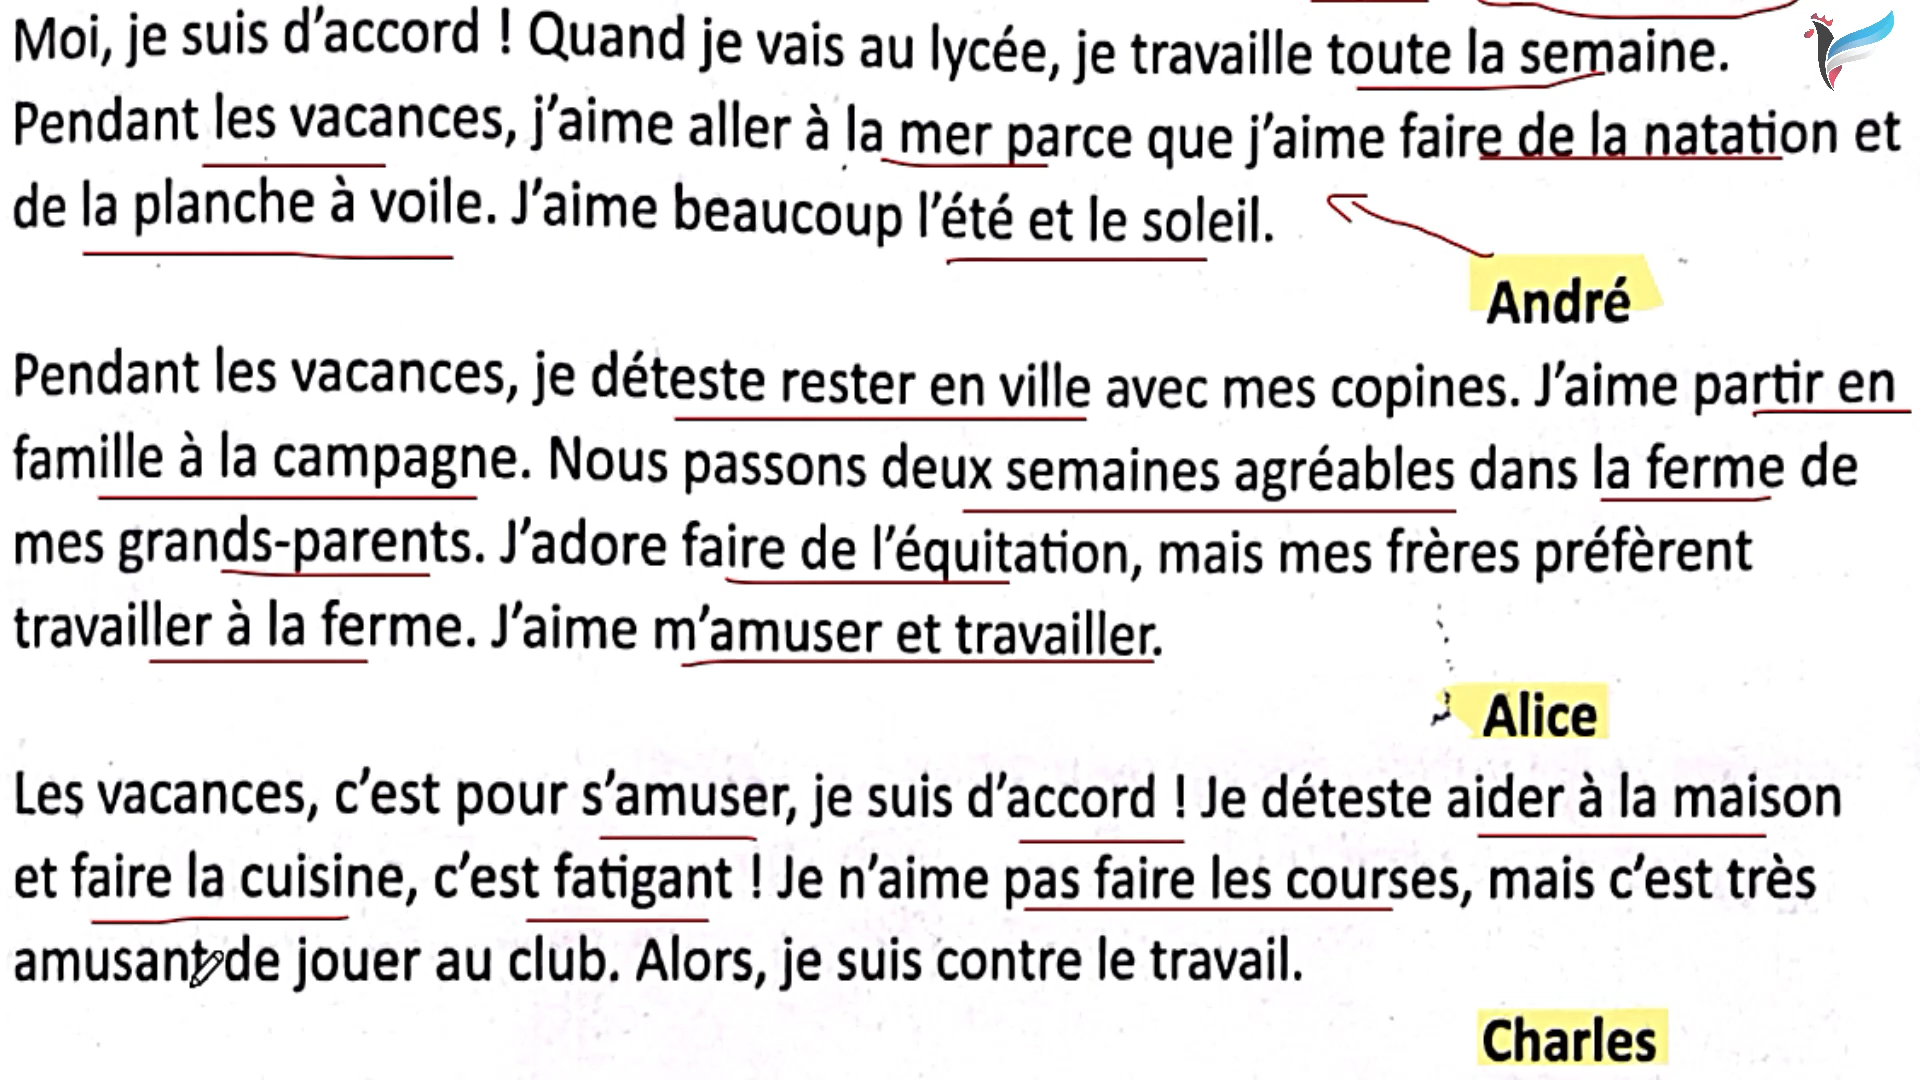 Moi, je suis d'accord ! Quand je vais au lycée, je travaille toute la semaine.
Pendant les vacances, j'aime aller à la mer parce que j'aime faire de la natation et
de la planche à voile. J'aime beaucoup l'été et le soleil.
André
Pendant les vacances, je déteste rester en ville avec mes copines. J'aime partir en
famille à la campagne. Nous passons deux semaines agréables dans la ferme de
mes grands-parents. J'adore faire de l'équitation, mais mes frères préfèrent
travailler à la ferme. J'aime m'amuser et travailler.
Alice
Les vacances, c'est pour s'amuser, je suis d'accord ! Je déteste aider à la maison
et faire la cuisine, c'est fatigant ! Je n'aime pas faire les courses, mais c'est très
amusant de jouer au club. Alors, je suis contre le travail.
Charles